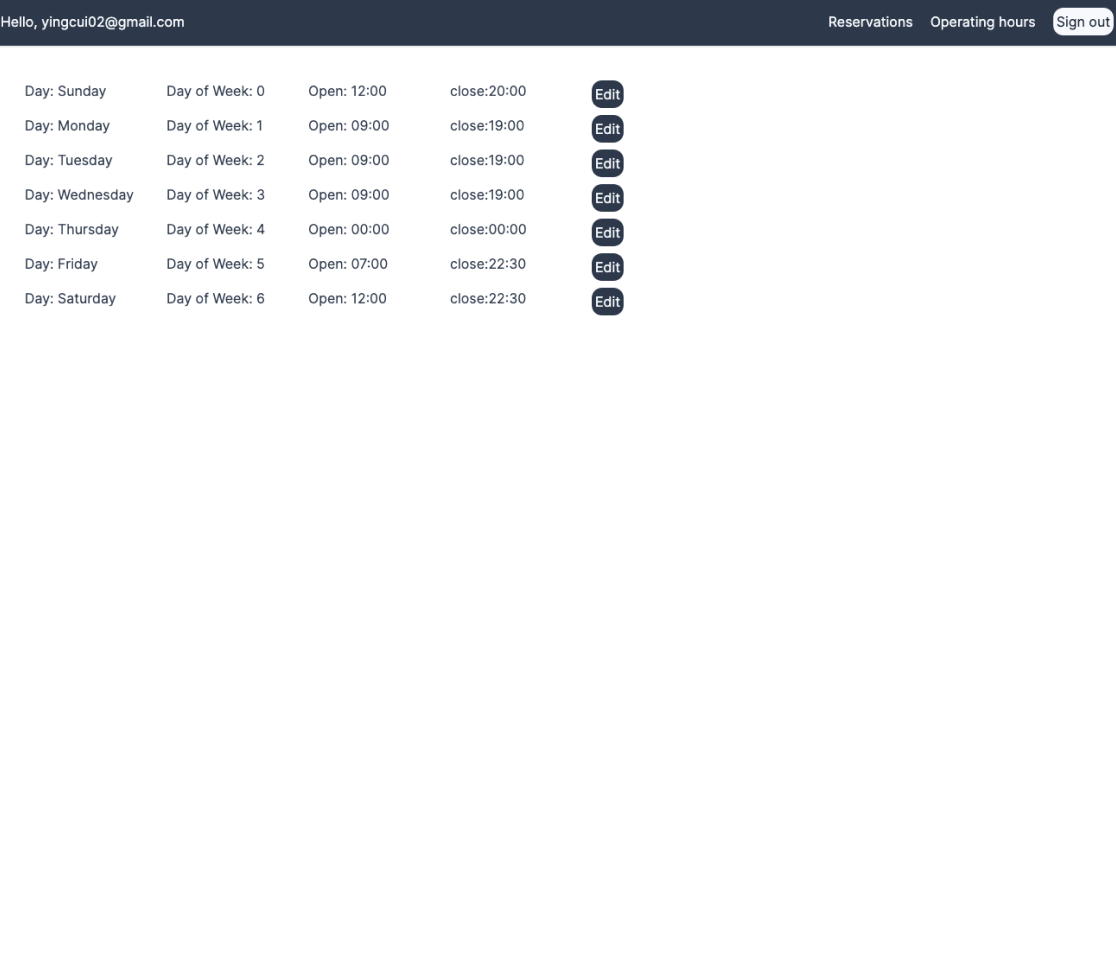 Hello, yingcui02@gmail.com Reservations Operating hours Sign out
Day: Sunday Day of Week: 0 Open: 12:00 close:20:00 Edit
Day: Monday Day of Week: 1 Open: 09:00 close:19:00 Edit
Day: Tuesday Day of Week: 2 Open: 09:00 close:19:00 Edit
Day: Wednesday Day of Week: 3 Open: 09:00 close:19:00 Edit
Day: Thursday Day of Week: 4 Open: 00:00 close:00:00 Edit
Day: Friday Day of Week: 5 Open: 07:00 close:22:30 Edit
Day: Saturday Day of Week: 6 Open: 12:00 close:22:30 Edit